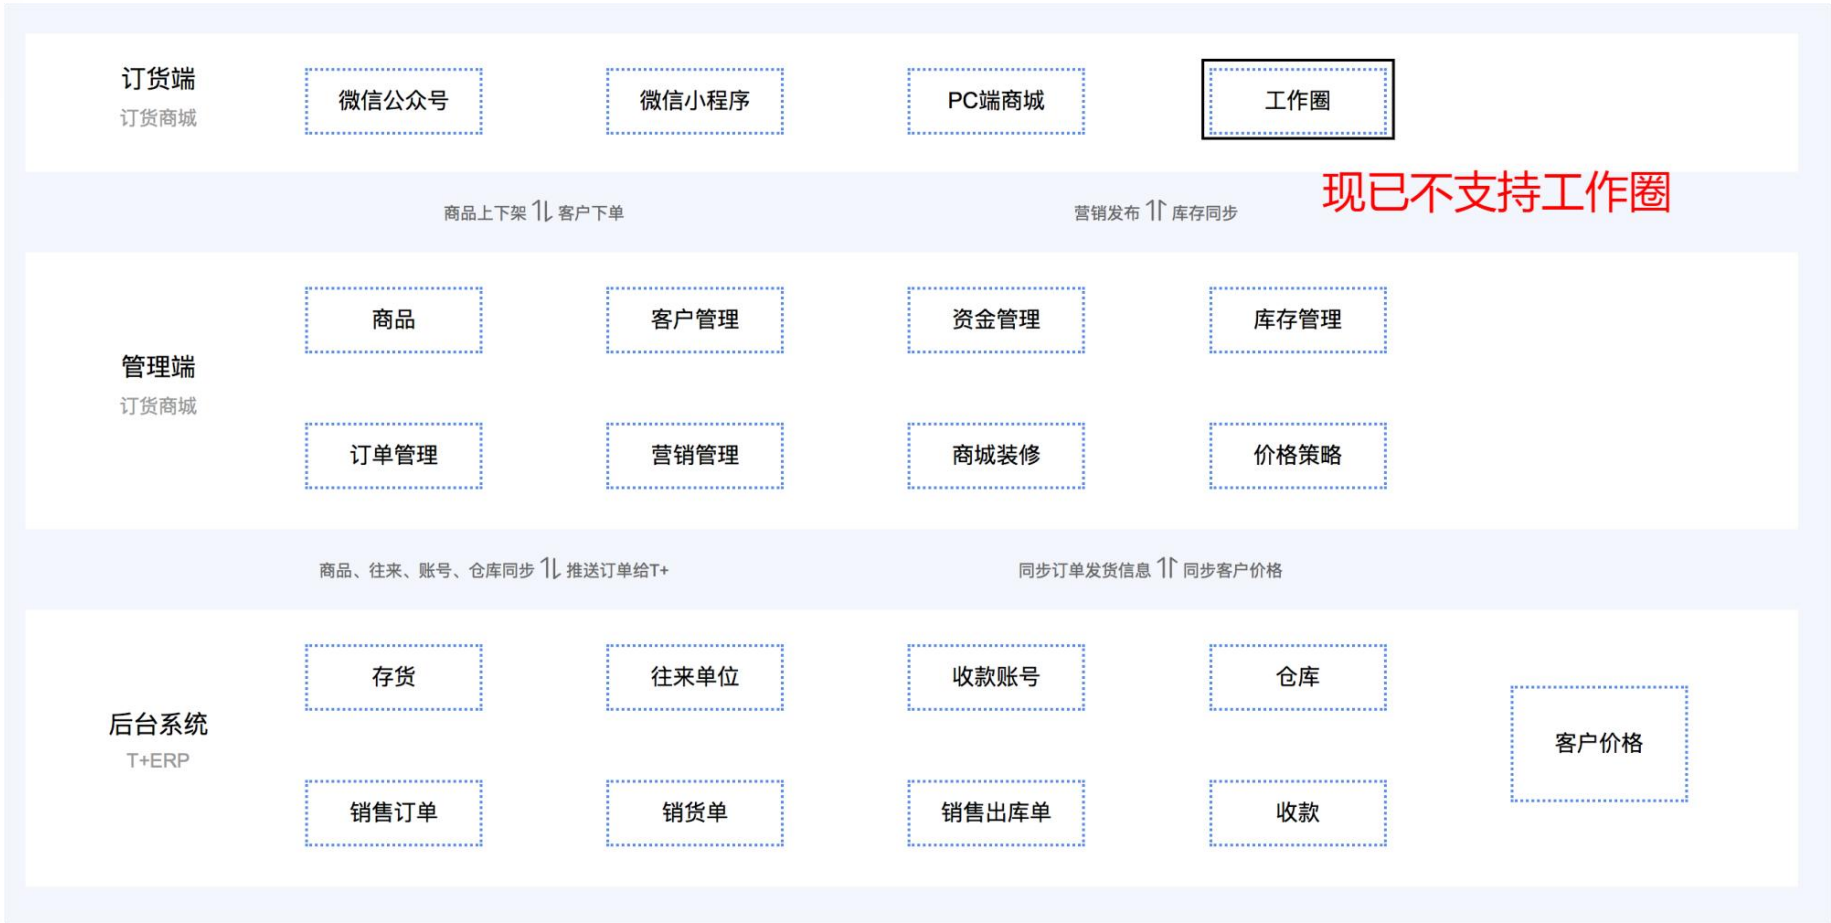 订货端
订货商城
微信公众号
微信小程序
PC端商城
工作圈
现已不支持工作圈
商品上下架 客户下单
营销发布 库存同步
管理端
订货商城
商品
客户管理
资金管理
库存管理
订单管理
营销管理
商城装修
价格策略
商品、往来、账号、仓库同步 推送订单给T+
同步订单发货信息 同步客户价格
后台系统
T+ERP
存货
往来单位
收款账号
仓库
客户价格
销售订单
销货单
销售出库单
收款